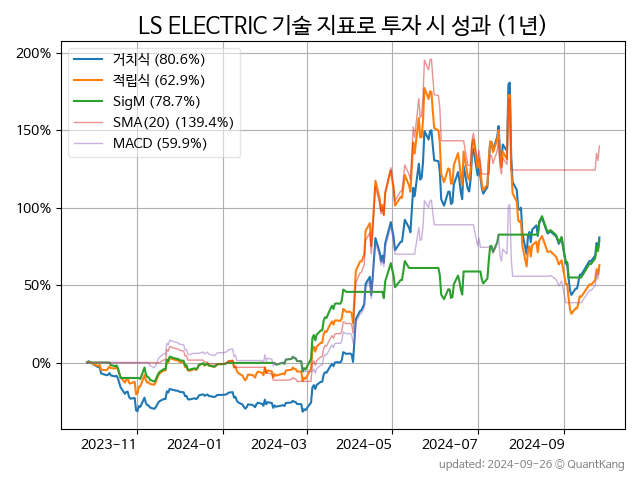 LS ELECTRIC 기술 지표로 투자 시 성과 (1년)
200%
150%
100%
50%
0%
거치식 (80.6%)
적립식 (62.9%)
SigM (78.7%)
SMA(20) (139.4%)
MACD (59.9%)
2023-11 2024-01 2024-03 2024-05 2024-07 2024-09
updated: 2024-09-26 © QuantKang